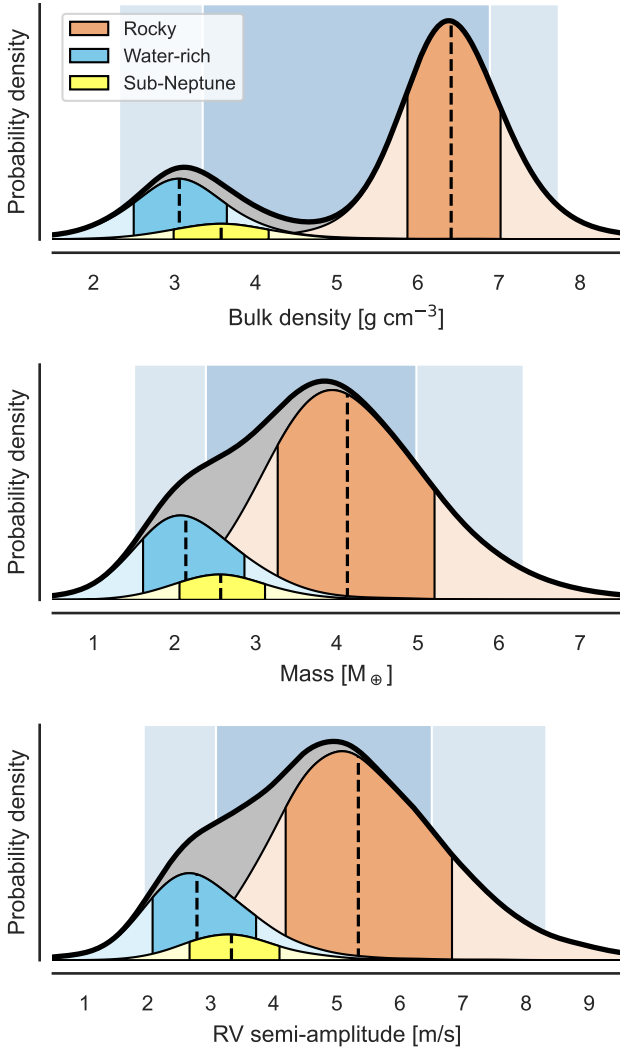 Rocky
Water-rich
Sub-Neptune
Probability density
2 3 4 5 6 7 8
Bulk density [g cm⁻³]
Probability density
1 2 3 4 5 6 7
Mass [M⊕]
Probability density
1 2 3 4 5 6 7 8 9
RV semi-amplitude [m/s]